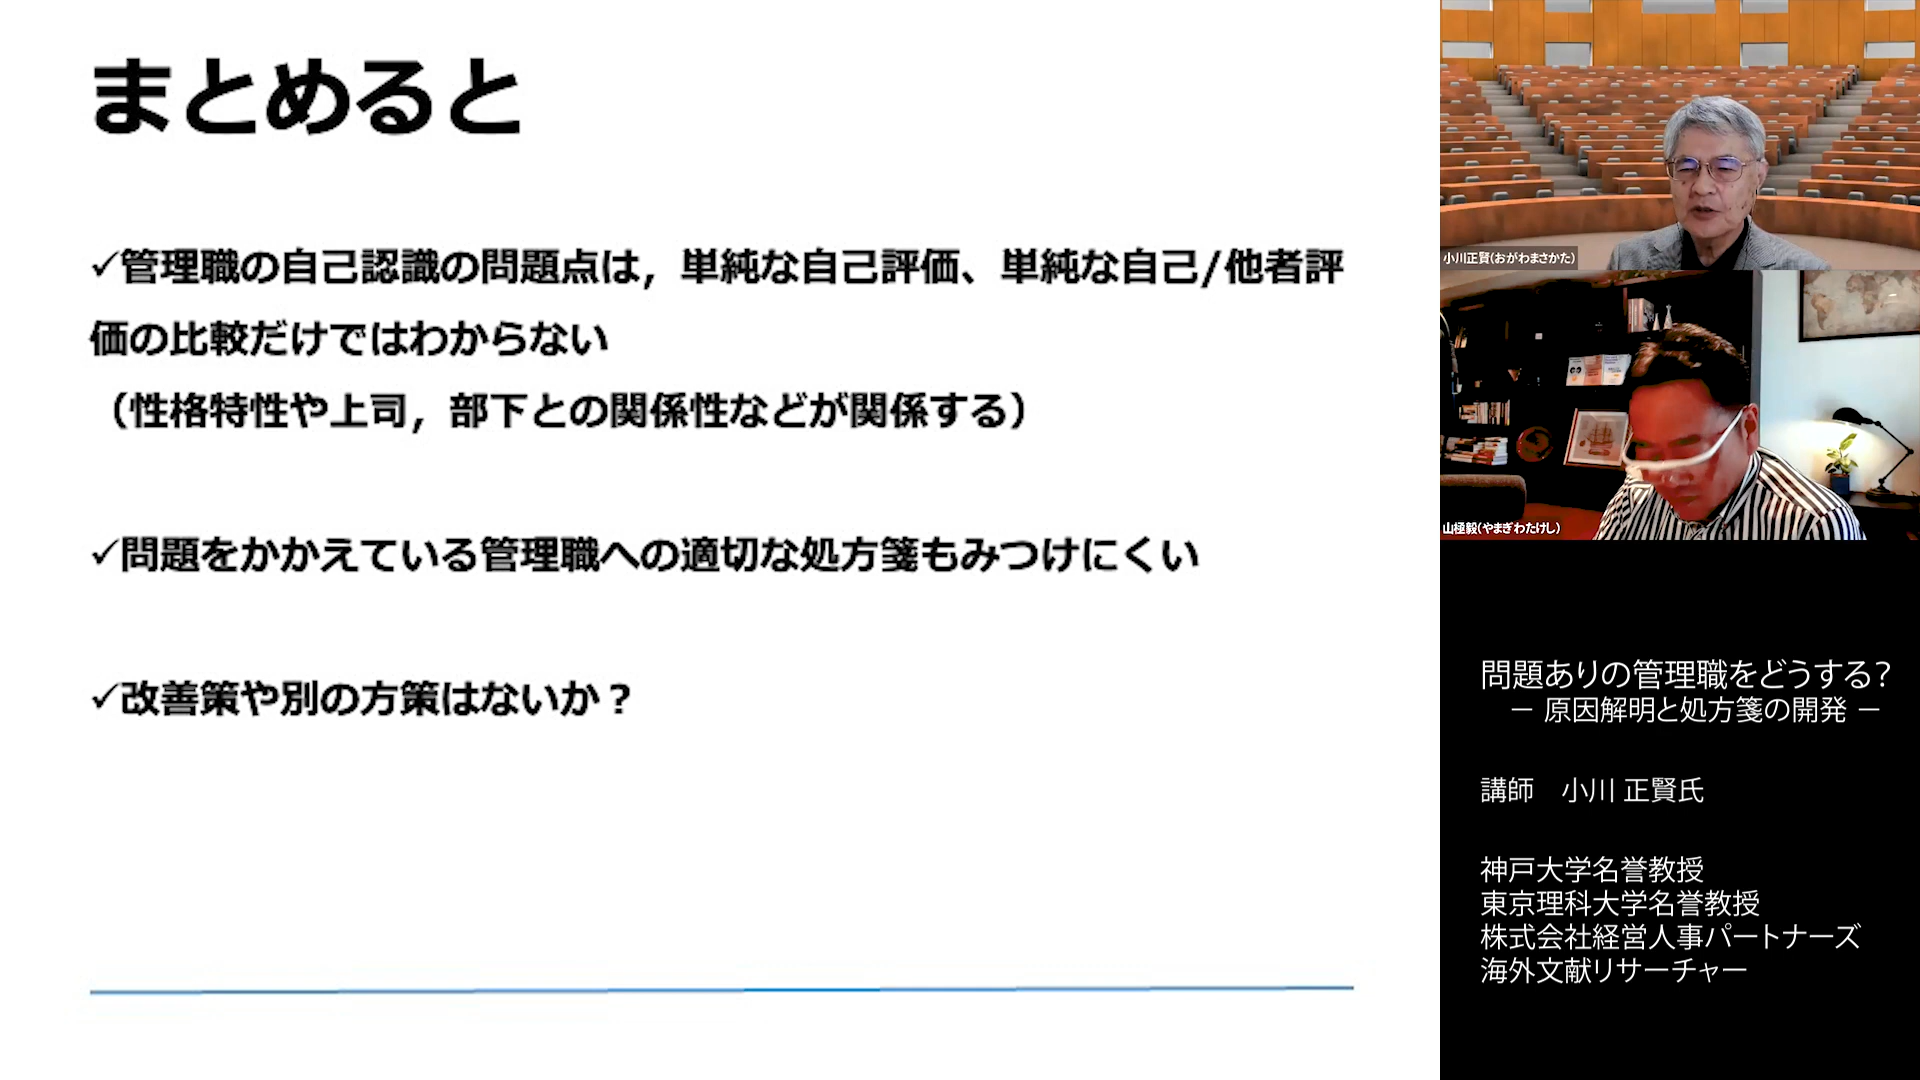 まとめると
✓管理職の自己認識の問題点は，単純な自己評価、単純な自己/他者評
価の比較だけではわからない
（性格特性や上司，部下との関係性などが関係する）
✓問題をかかえている管理職への適切な処方箋もみつけにくい
✓改善策や別の方策はないか？
小川正賢(おがわまさかた)
山極毅(やまぎわたけし)
問題ありの管理職をどうする？
－ 原因解明と処方箋の開発 －
講師　小川 正賢氏
神戸大学名誉教授
東京理科大学名誉教授
株式会社経営人事パートナーズ
海外文献リサーチャー